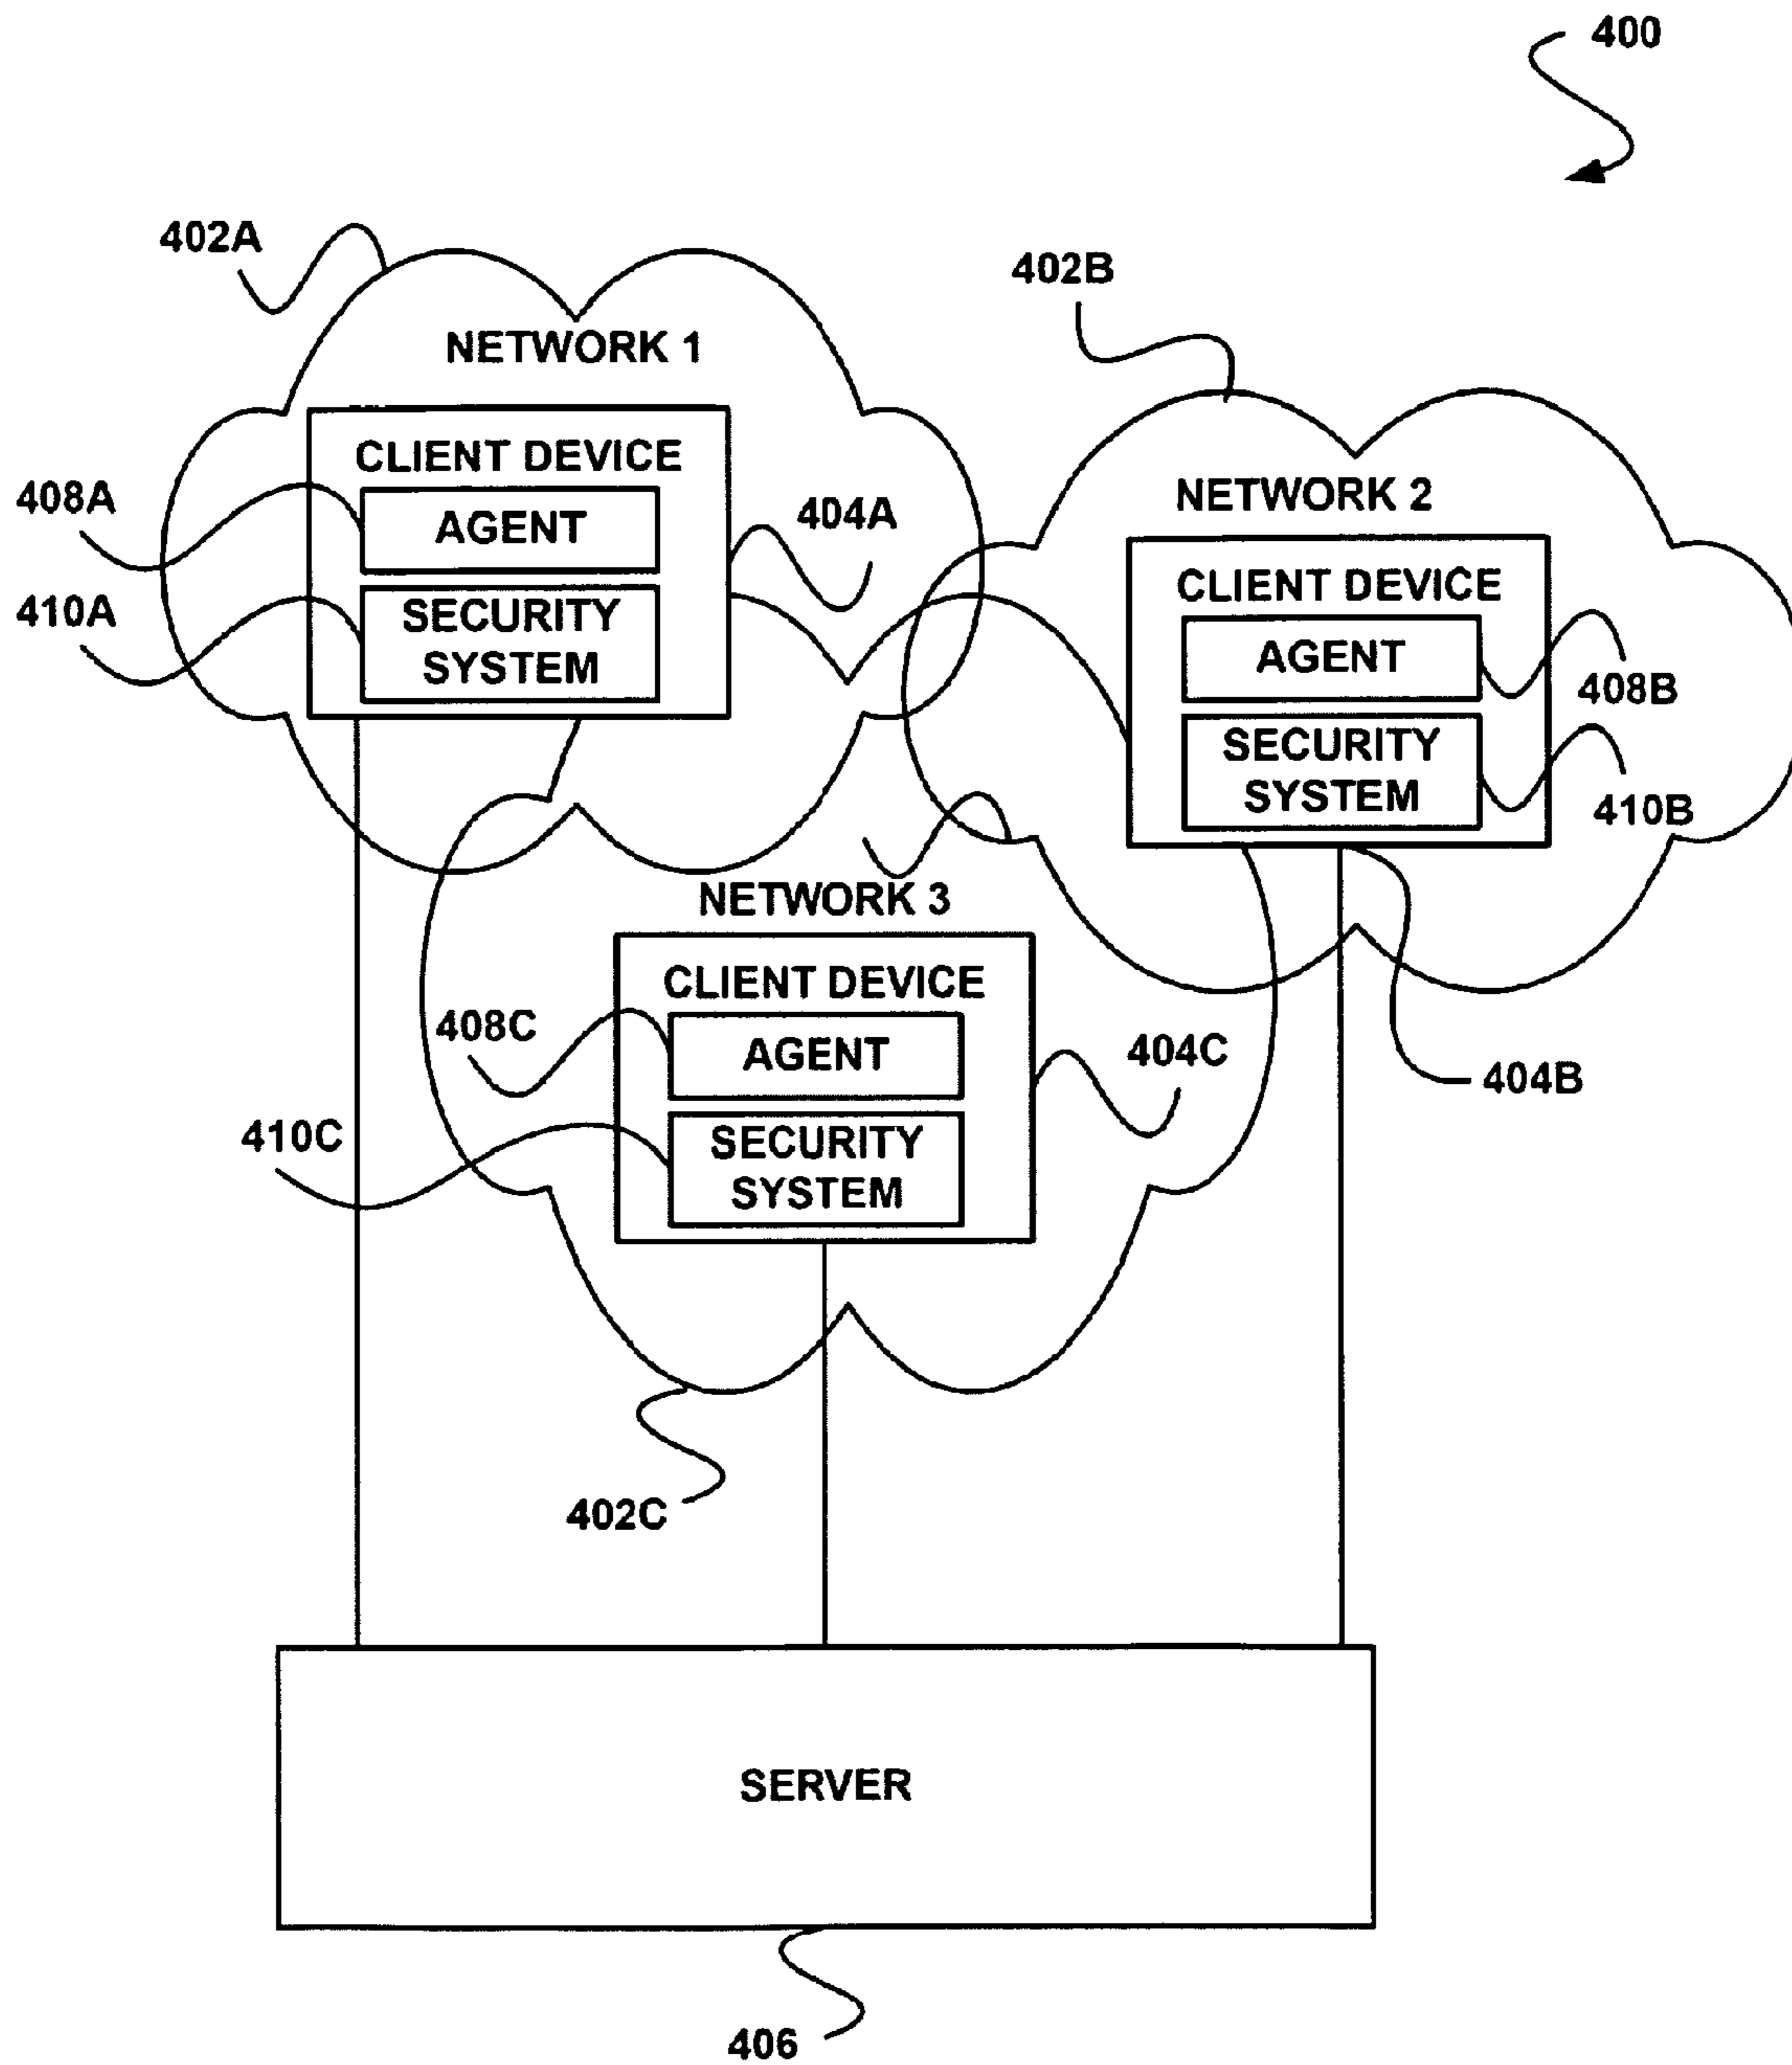 400
402A
402B
NETWORK 1
CLIENT DEVICE
408A
AGENT
404A
410A
SECURITY
SYSTEM
NETWORK 2
CLIENT DEVICE
AGENT
408B
SECURITY
SYSTEM
410B
NETWORK 3
CLIENT DEVICE
408C
AGENT
404C
404B
410C
SECURITY
SYSTEM
402C
SERVER
406